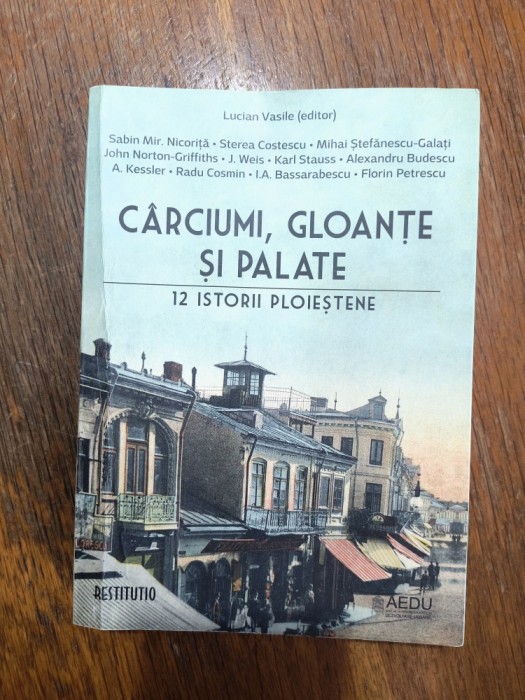 Lucian Vasile (editor)
Sabin Mir. Nicoriță • Sterea Costescu • Mihai Ștefănescu-Galați
John Norton-Griffiths • J. Weis • Karl Stauss • Alexandru Budescu
A. Kessler • Radu Cosmin • I.A. Bassarabescu • Florin Petrescu
CÂRCIUMI, GLOANȚE
ȘI PALATE
12 ISTORII PLOIEȘTENE
RESTITUTIO
AEDU